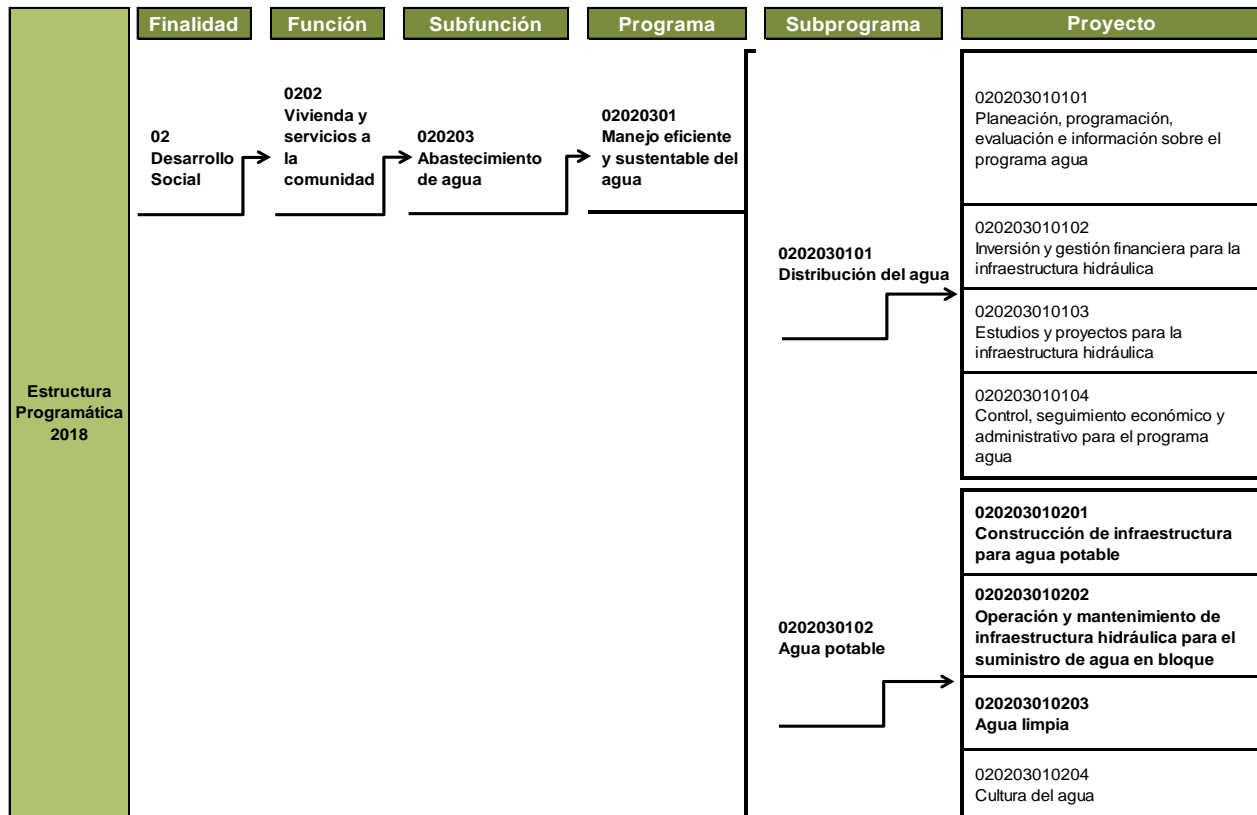 Finalidad
Función
Subfunción
Programa
Subprograma
Proyecto
Estructura
Programática
2018
02
Desarrollo
Social
0202
Vivienda y
servicios a
la
comunidad
020203
Abastecimiento
de agua
02020301
Manejo eficiente
y sustentable del
agua
0202030101
Distribución del agua
020203010101
Planeación, programación,
evaluación e información sobre el
programa agua
020203010102
Inversión y gestión financiera para la
infraestructura hidráulica
020203010103
Estudios y proyectos para la
infraestructura hidráulica
020203010104
Control, seguimiento económico y
administrativo para el programa
agua
0202030102
Agua potable
020203010201
Construcción de infraestructura
para agua potable
020203010202
Operación y mantenimiento de
infraestructura hidráulica para el
suministro de agua en bloque
020203010203
Agua limpia
020203010204
Cultura del agua